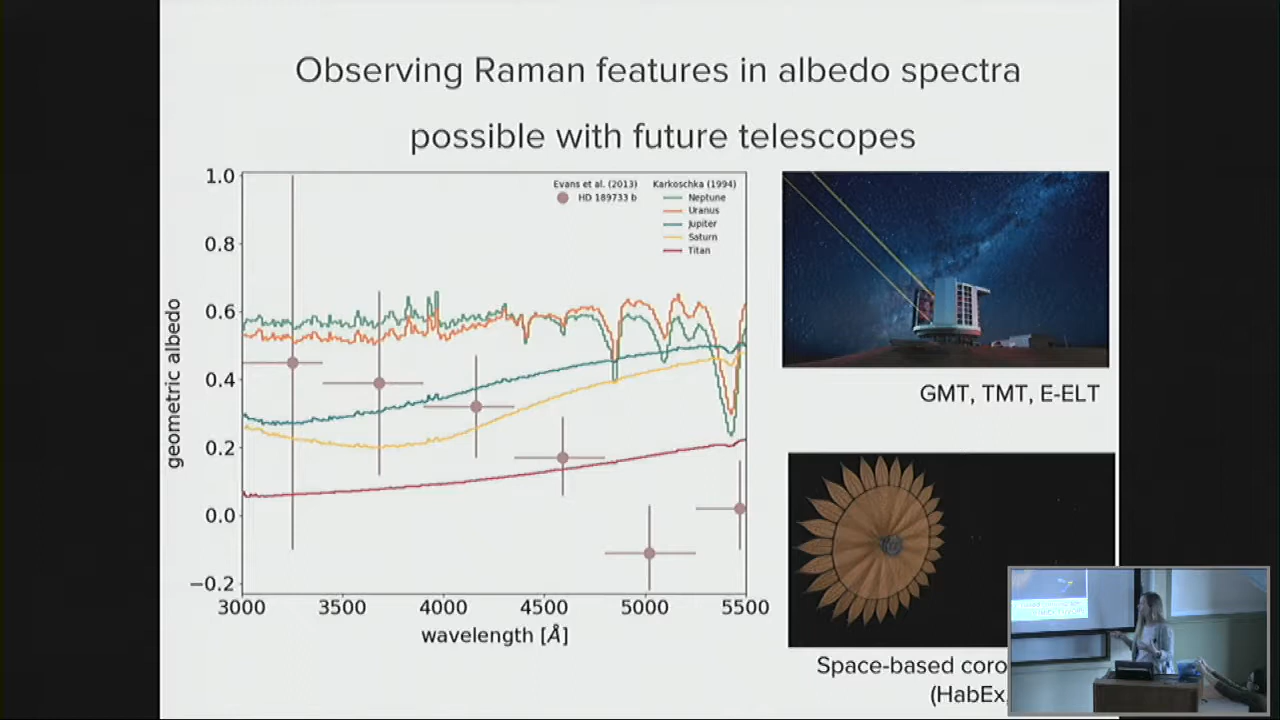 Observing Raman features in albedo spectra
possible with future telescopes
Evans et al. (2013)
HD 189733 b
Karkoschka (1994)
Neptune
Uranus
Jupiter
Saturn
Titan
1.0
0.8
0.6
0.4
0.2
0.0
−0.2
geometric albedo
3000 3500 4000 4500 5000 5500
wavelength [Å]
GMT, TMT, E-ELT
Space-based
(HabEx,